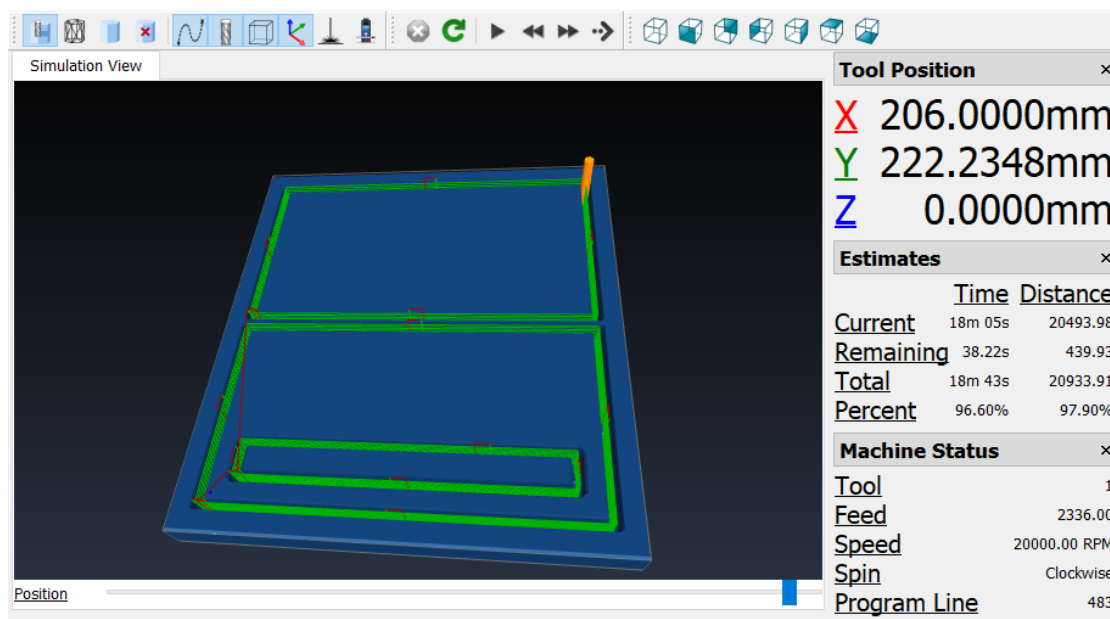 Simulation View
Tool Position
X 206.0000mm
Y 222.2348mm
Z 0.0000mm
Estimates
Time Distance
Current 18m 05s 20493.98
Remaining 38.22s 439.93
Total 18m 43s 20933.91
Percent 96.60% 97.90%
Machine Status
Tool 1
Feed 2336.00
Speed 20000.00 RPM
Spin Clockwise
Program Line 483
Position